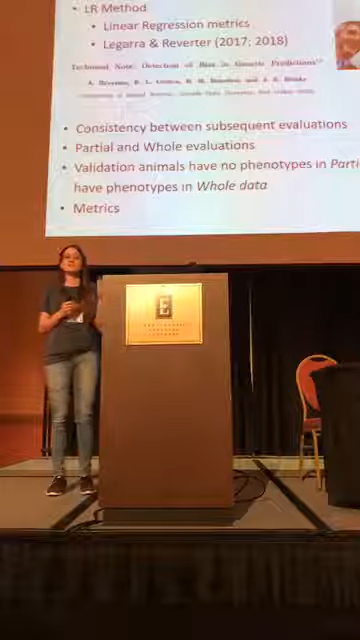 • LR Method
• Linear Regression metrics
• Legarra & Reverter (2017; 2018)
Technical Note: Detection of Bias in Genetic Predictions
• Consistency between subsequent evaluations
• Partial and Whole evaluations
• Validation animals have no phenotypes in Parti
have phenotypes in Whole data
• Metrics
E